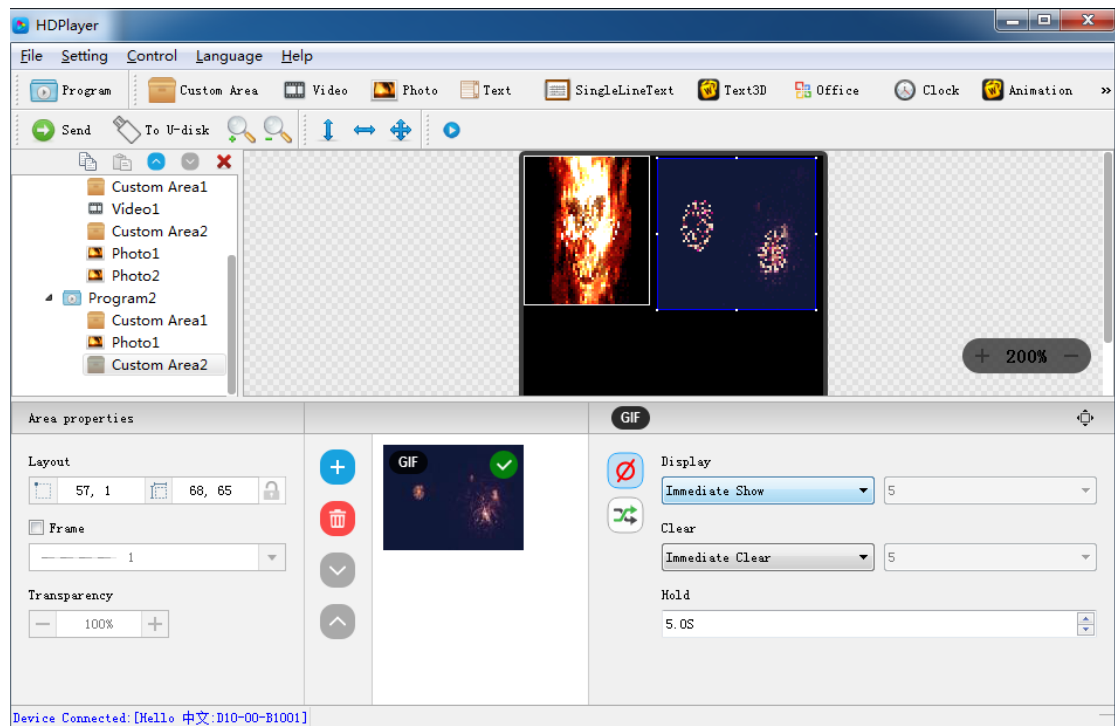 HDPlayer
File Setting Control Language Help
Program Custom Area Video Photo Text SingleLineText Text3D Office Clock Animation »
Send To U-disk
Custom Area1
Video1
Custom Area2
Photo1
Photo2
Program2
Custom Area1
Photo1
Custom Area2
+ 200% −
Area properties
GIF
Layout
57, 1 68, 65
Frame
1
Transparency
— 100% +
GIF
Display
Immediate Show 5
Clear
Immediate Clear 5
Hold
5.0S
Device Connected:[Hello 中文:D10-00-B1001]